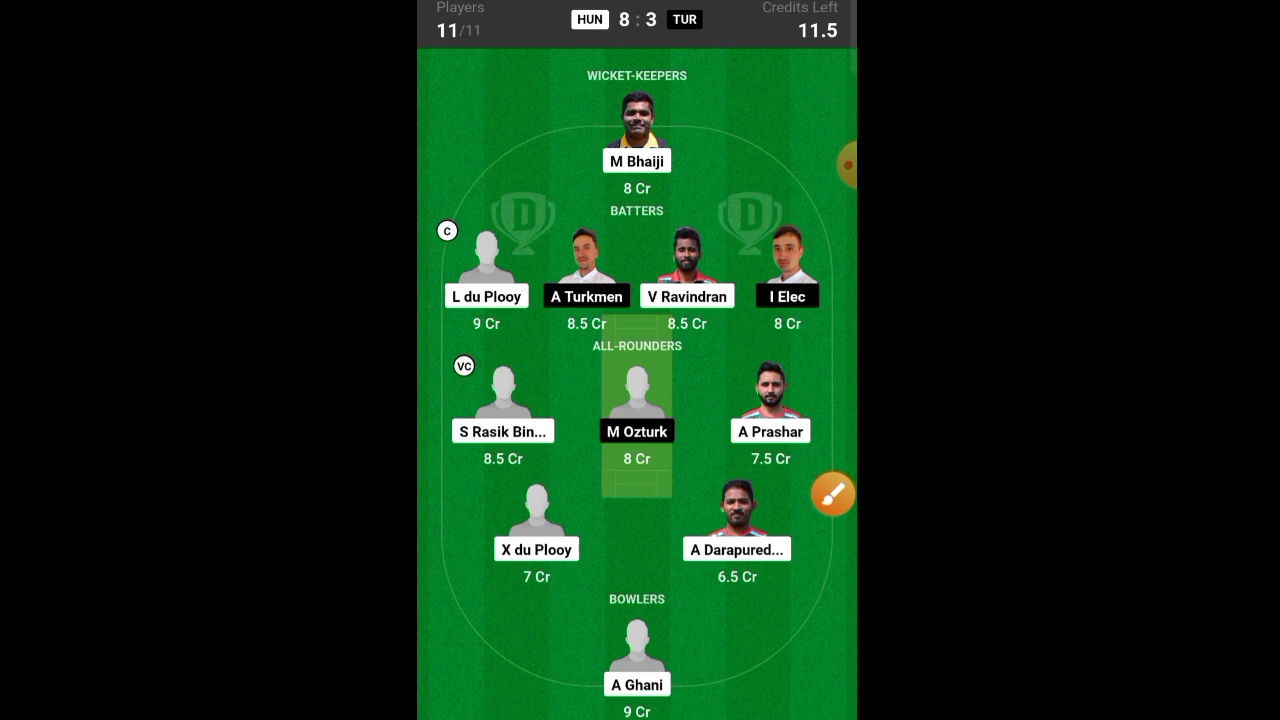 Players
Credits Left
HUN 8 : 3 TUR
11/11
11.5
WICKET-KEEPERS
M Bhaiji
8 Cr
BATTERS
D
D
C
L du Plooy
A Turkmen
V Ravindran
I Elec
9 Cr
8.5 Cr
8.5 Cr
8 Cr
ALL-ROUNDERS
VC
S Rasik Bin...
M Ozturk
A Prashar
8.5 Cr
8 Cr
7.5 Cr
X du Plooy
A Darapured...
7 Cr
6.5 Cr
BOWLERS
A Ghani
9 Cr